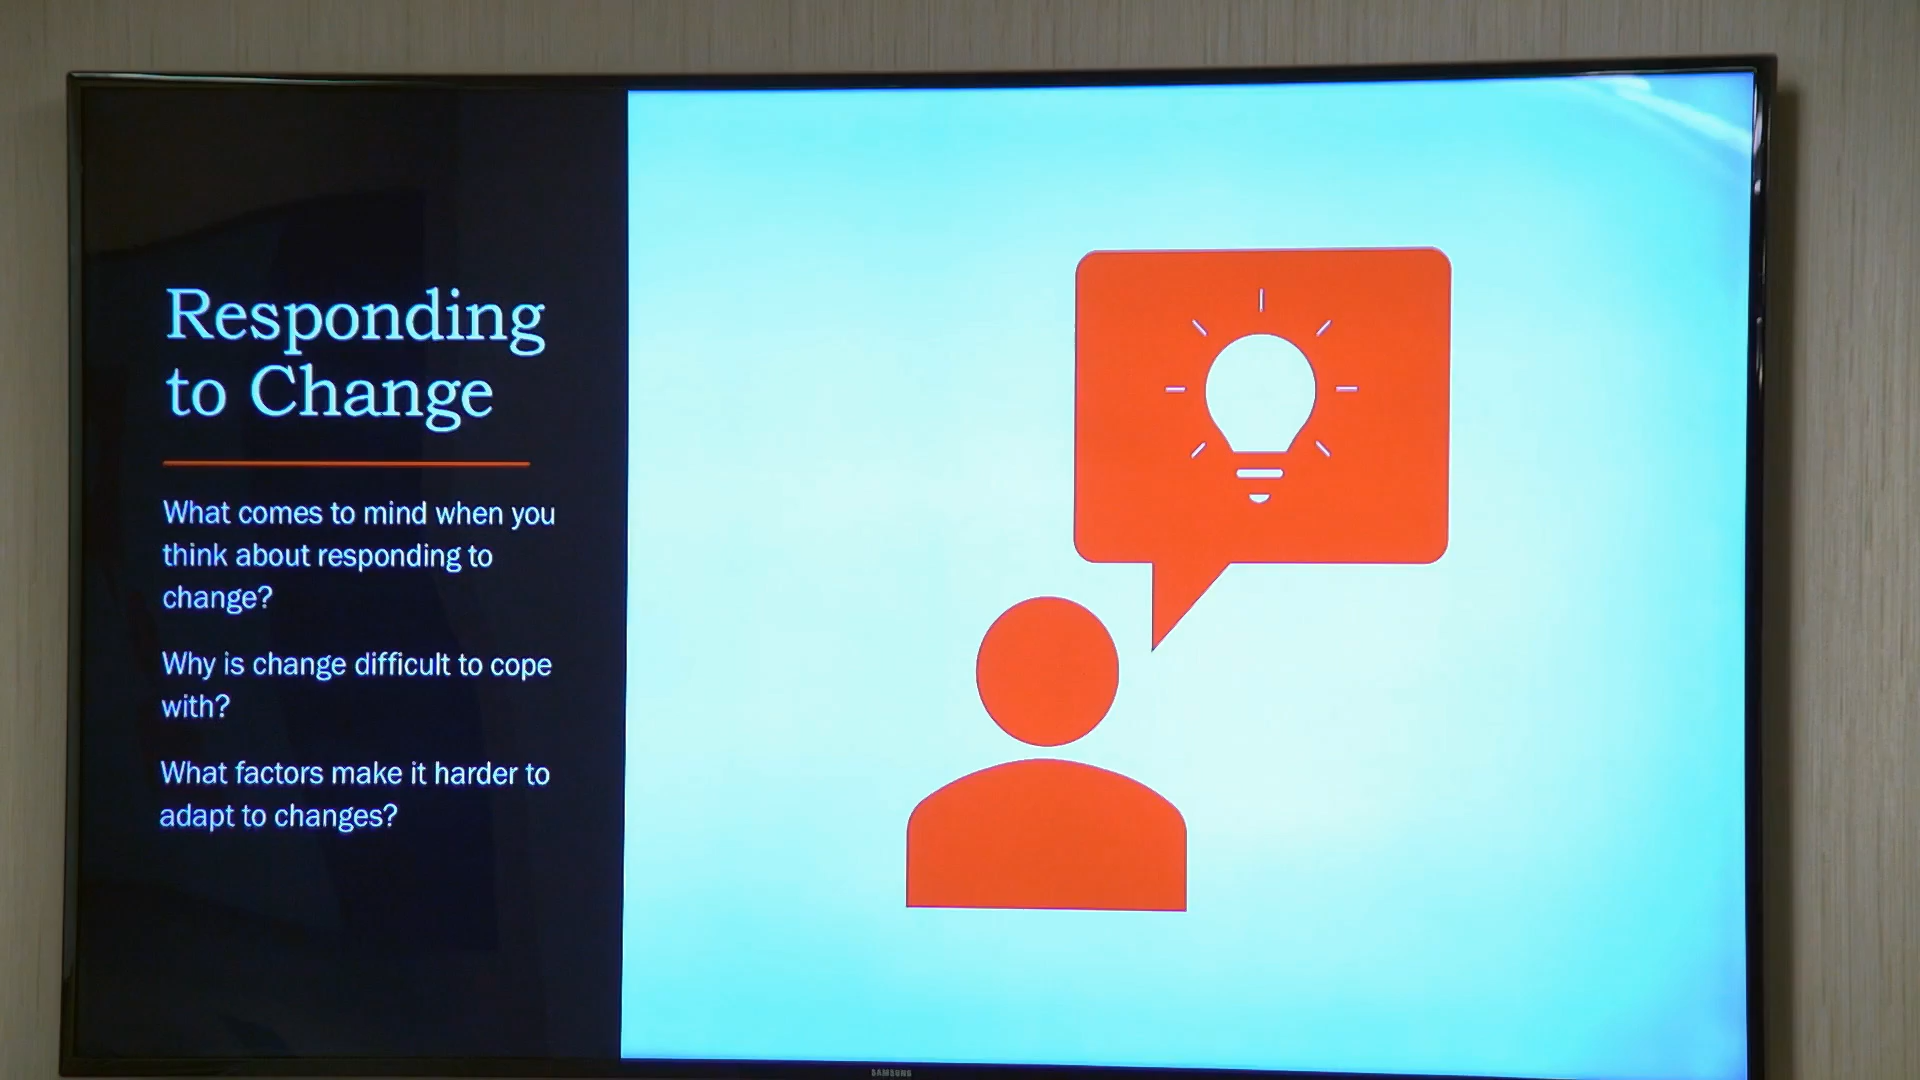 Responding
to Change
What comes to mind when you
think about responding to
change?
Why is change difficult to cope
with?
What factors make it harder to
adapt to changes?
SAMSUNG